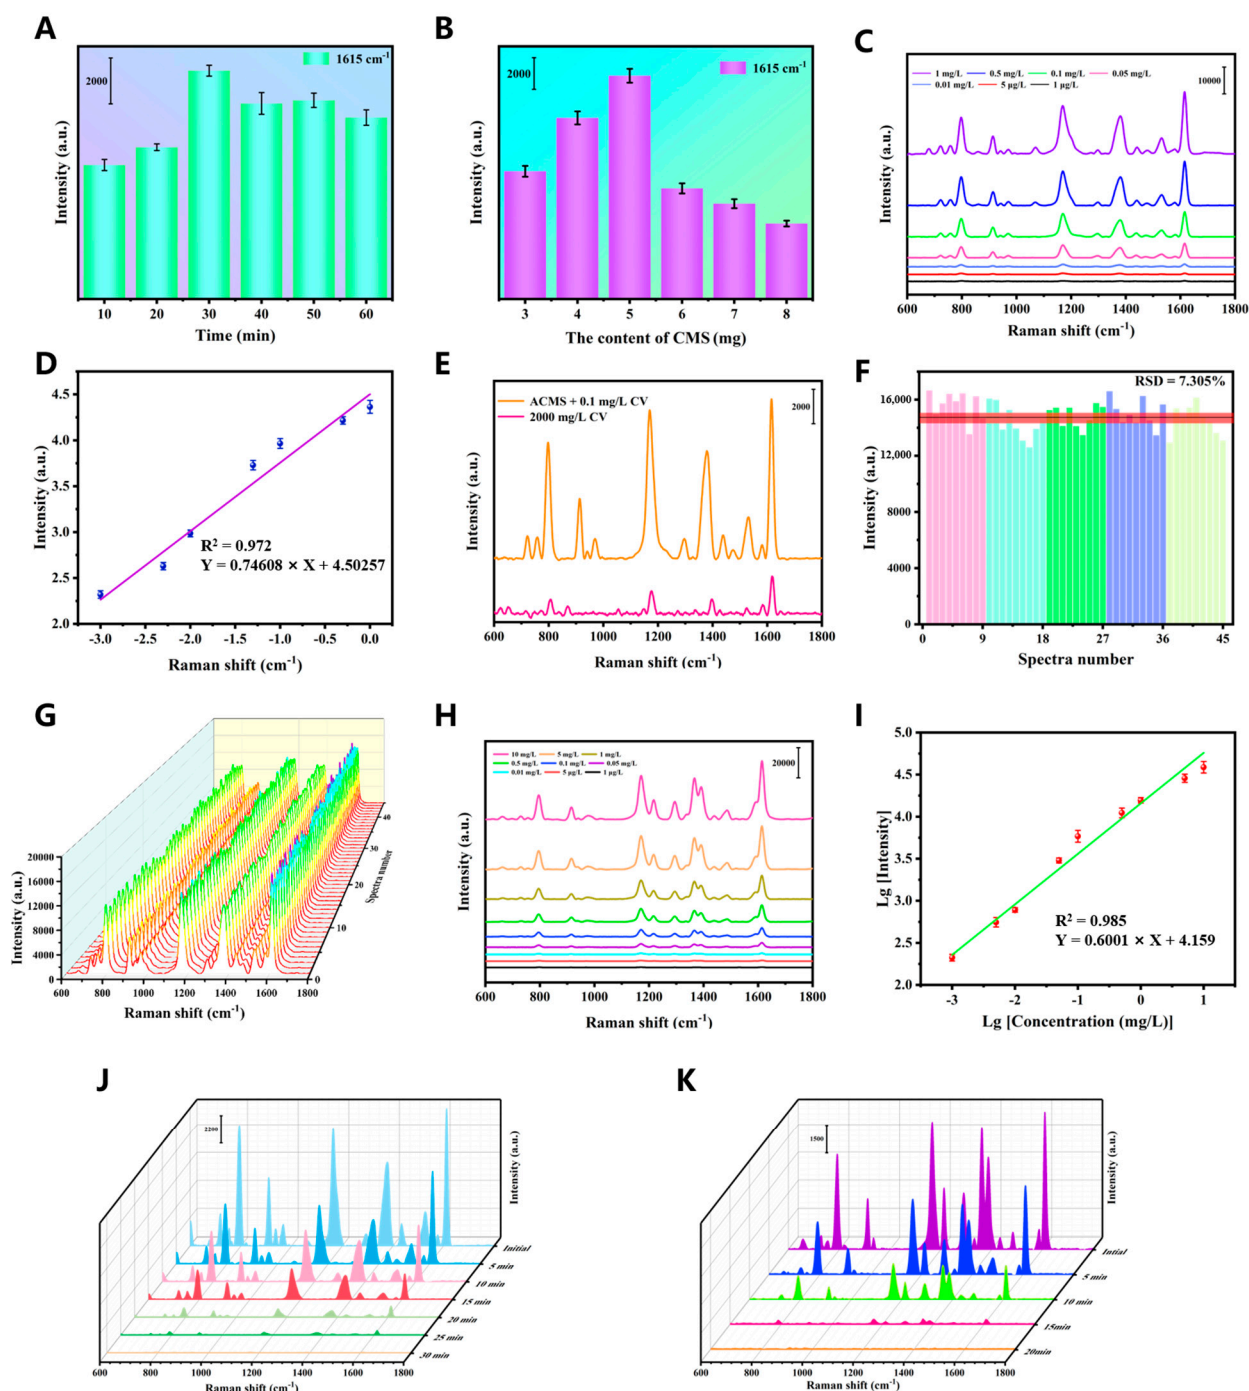 A
2000
1615 cm⁻¹
Intensity (a.u.)
10 20 30 40 50 60
Time (min)
B
2000
1615 cm⁻¹
Intensity (a.u.)
3 4 5 6 7 8
The content of CMS (mg)
C
1 mg/L 0.5 mg/L 0.1 mg/L 0.05 mg/L
0.01 mg/L 5 μg/L 1 μg/L
10000
Intensity (a.u.)
600 800 1000 1200 1400 1600 1800
Raman shift (cm⁻¹)
D
Intensity (a.u.)
4.5
4.0
3.5
3.0
2.5
2.0
R² = 0.972
Y = 0.74608 × X + 4.50257
-3.0 -2.5 -2.0 -1.5 -1.0 -0.5 0.0
Raman shift (cm⁻¹)
E
ACMS + 0.1 mg/L CV
2000 mg/L CV
2000
Intensity (a.u.)
600 800 1000 1200 1400 1600 1800
Raman shift (cm⁻¹)
F
RSD = 7.305%
Intensity (a.u.)
16,000
12,000
8000
4000
0
0 9 18 27 36 45
Spectra number
G
Intensity (a.u.)
20000
16000
12000
8000
4000
0
600 800 1000 1200 1400 1600 1800
Raman shift (cm⁻¹)
0
10
20
30
40
Spectra number
H
10 mg/L 5 mg/L 1 mg/L
0.5 mg/L 0.1 mg/L 0.05 mg/L
0.01 mg/L 5 μg/L 1 μg/L
20000
Intensity (a.u.)
600 800 1000 1200 1400 1600 1800
Raman shift (cm⁻¹)
I
Lg [Intensity]
5.0
4.5
4.0
3.5
3.0
2.5
2.0
R² = 0.985
Y = 0.6001 × X + 4.159
-3 -2 -1 0 1
Lg [Concentration (mg/L)]
J
2200
Intensity (a.u.)
Initial
5 min
10 min
15 min
20 min
25 min
30 min
600 800 1000 1200 1400 1600 1800
Raman shift (cm⁻¹)
K
1500
Intensity (a.u.)
Initial
5 min
10 min
15min
20min
600 800 1000 1200 1400 1600 1800
Raman shift (cm⁻¹)